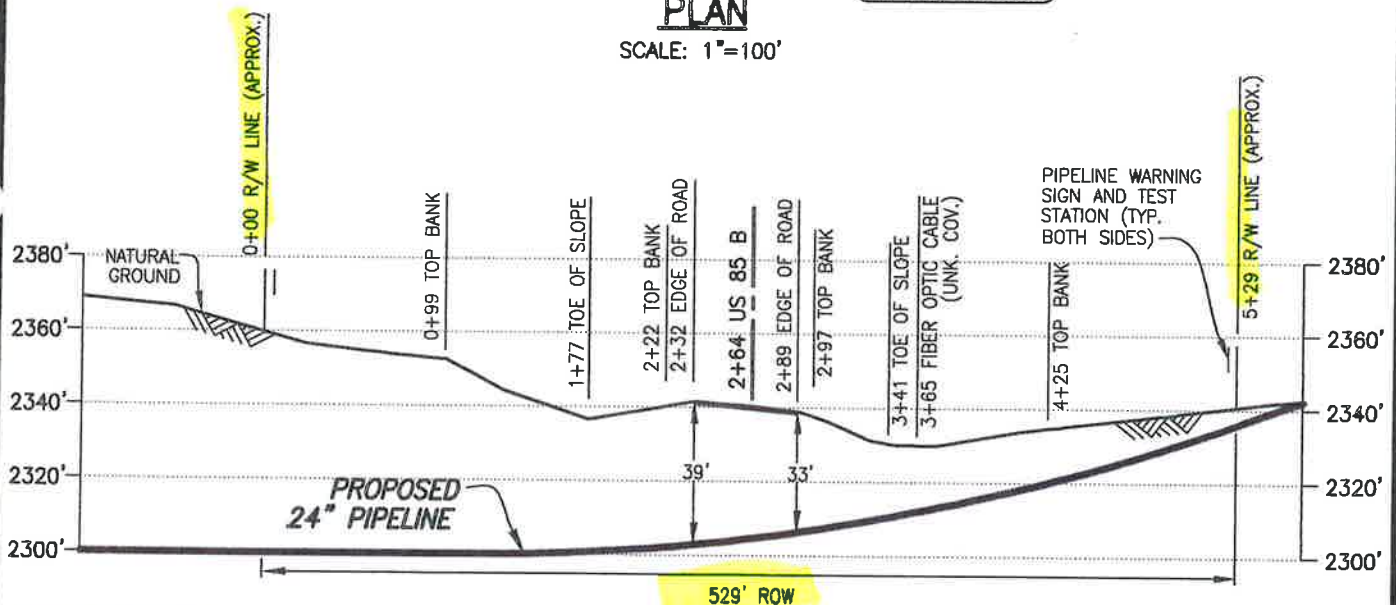 PLAN
SCALE: 1"=100'
0+00 R/W LINE (APPROX.)
0+99 TOP BANK
1+77 TOE OF SLOPE
2+22 TOP BANK
2+32 EDGE OF ROAD
2+64 US 85 B
2+89 EDGE OF ROAD
2+97 TOP BANK
3+41 TOE OF SLOPE
3+65 FIBER OPTIC CABLE
(UNK. COV.)
4+25 TOP BANK
5+29 R/W LINE (APPROX.)
PIPELINE WARNING
SIGN AND TEST
STATION (TYP.
BOTH SIDES)
NATURAL
GROUND
2380'
2360'
2340'
2320'
2300'
2380'
2360'
2340'
2320'
2300'
39'
33'
PROPOSED
24" PIPELINE
529' ROW